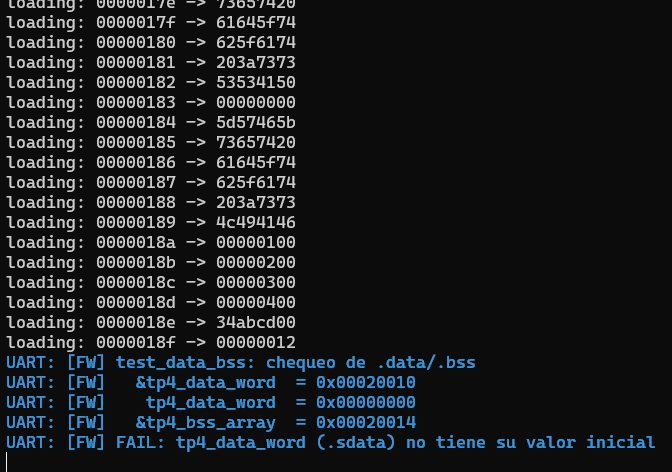 loading: 0000017e -> 73657420
loading: 0000017f -> 61645f74
loading: 00000180 -> 625f6174
loading: 00000181 -> 203a7373
loading: 00000182 -> 53534150
loading: 00000183 -> 00000000
loading: 00000184 -> 5d57465b
loading: 00000185 -> 73657420
loading: 00000186 -> 61645f74
loading: 00000187 -> 625f6174
loading: 00000188 -> 203a7373
loading: 00000189 -> 4c494146
loading: 0000018a -> 00000100
loading: 0000018b -> 00000200
loading: 0000018c -> 00000300
loading: 0000018d -> 00000400
loading: 0000018e -> 34abcd00
loading: 0000018f -> 00000012
UART: [FW] test_data_bss: chequeo de .data/.bss
UART: [FW]   &tp4_data_word  = 0x00020010
UART: [FW]    tp4_data_word  = 0x00000000
UART: [FW]   &tp4_bss_array  = 0x00020014
UART: [FW] FAIL: tp4_data_word (.sdata) no tiene su valor inicial